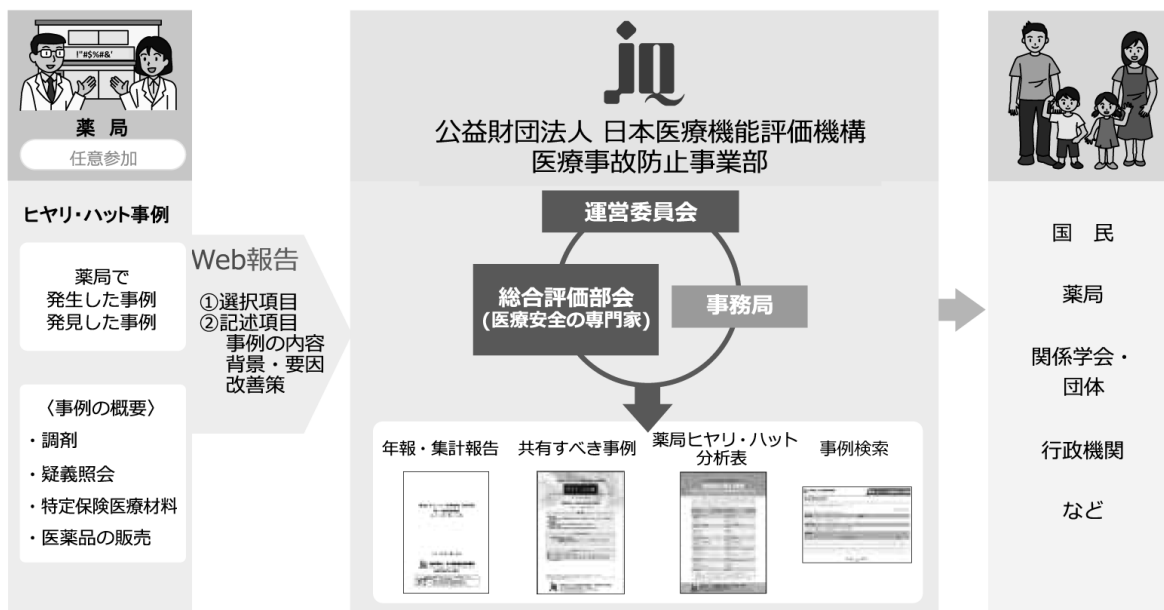 !"#$%&'
薬 局
任意参加
ヒヤリ・ハット事例
薬局で
発生した事例
発見した事例
〈事例の概要〉
・調剤
・疑義照会
・特定保険医療材料
・医薬品の販売
Web報告
①選択項目
②記述項目
事例の内容
背景・要因
改善策
jq
公益財団法人 日本医療機能評価機構
医療事故防止事業部
運営委員会
総合評価部会
(医療安全の専門家)
事務局
年報・集計報告
共有すべき事例
薬局ヒヤリ・ハット
分析表
事例検索
国 民
薬局
関係学会・
団体
行政機関
など